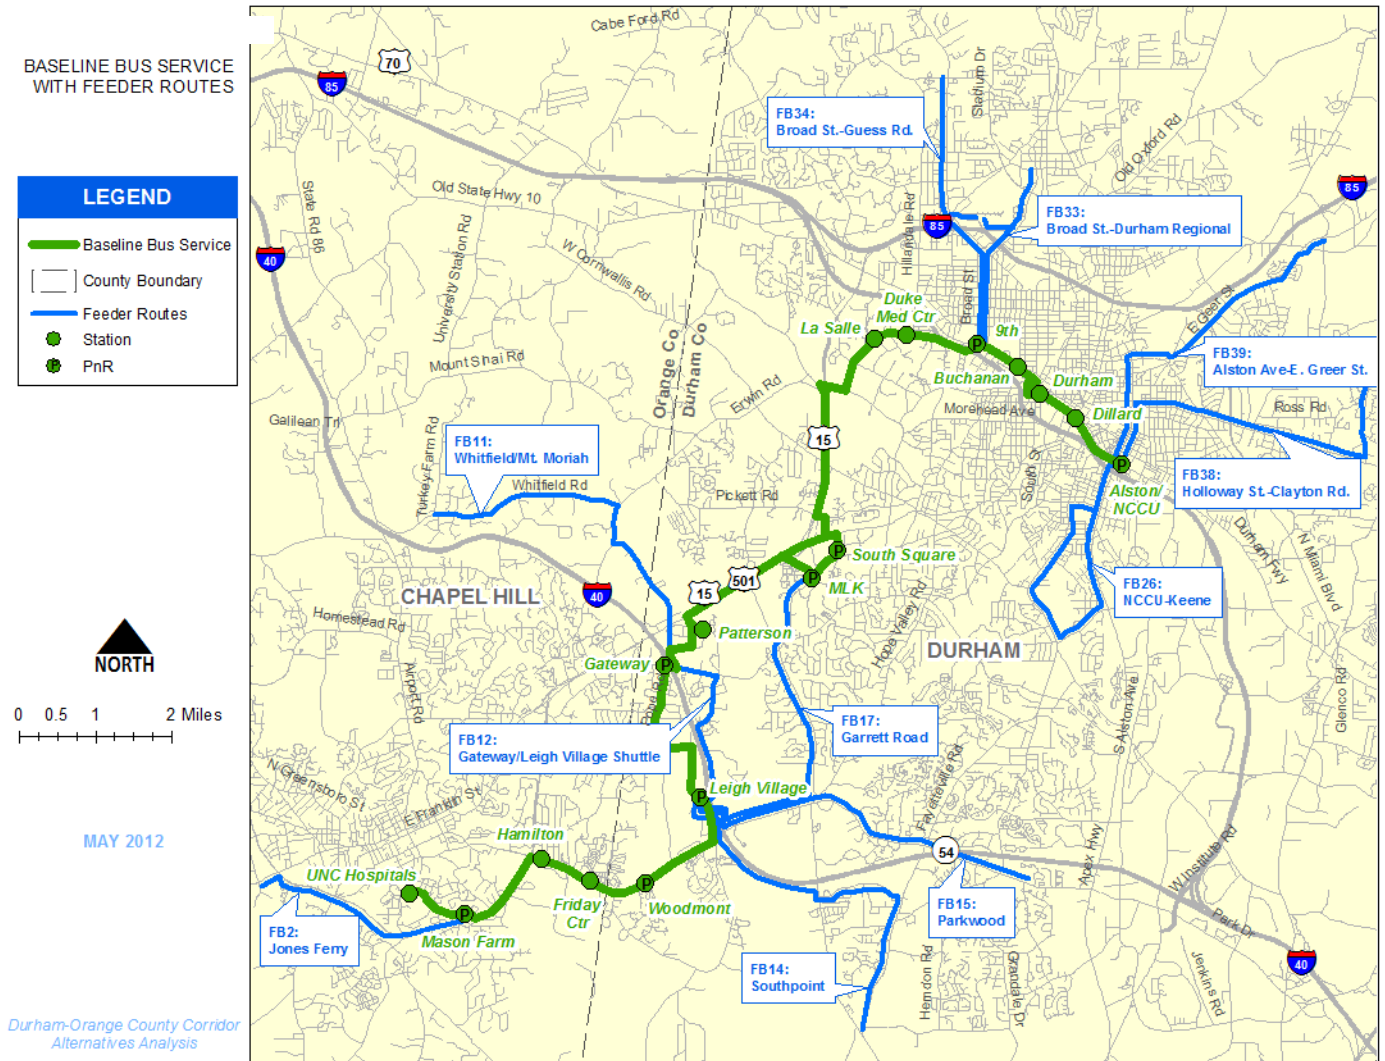 BASELINE BUS SERVICE
WITH FEEDER ROUTES
LEGEND
Baseline Bus Service
County Boundary
Feeder Routes
Station
P PnR
NORTH
0 0.5 1 2 Miles
MAY 2012
Durham-Orange County Corridor
Alternatives Analysis
Cabe Ford Rd
70
85
Stadium Dr
FB34:
Broad St.-Guess Rd.
Old Oxford Rd
85
State Rd 86
Old State Hwy 10
Hillandale Rd
85
FB33:
Broad St.-Durham Regional
40
University Station Rd
W Cornwallis Rd
Broad St
E Geer St
Duke
Med Ctr
La Salle
9th
Orange Co
Durham Co
Mount Sinai Rd
FB39:
Alston Ave-E. Greer St.
Erwin Rd
Buchanan
Durham
Morehead Ave
Dillard
Ross Rd
Galilean Trl
Turkey Farm Rd
FB11:
Whitfield/Mt. Moriah
15
South St
FB38:
Holloway St.-Clayton Rd.
Whitfield Rd
Pickett Rd
Alston/
NCCU
Durham Fwy
N Miami Blvd
South Square
501
15
MLK
CHAPEL HILL
40
FB26:
NCCU-Keene
Homestead Rd
Patterson
Hope Valley Rd
DURHAM
Gateway
Airport Rd
Pope Rd
S Alston Ave
Glenco Rd
FB17:
Garrett Road
FB12:
Gateway/Leigh Village Shuttle
N Greensboro St
E Franklin St
Leigh Village
Fayetteville Rd
Hamilton
54
Apex Hwy
W Institute Rd
UNC Hospitals
Friday
Ctr
Woodmont
FB15:
Parkwood
Park Dr
FB2:
Jones Ferry
Mason Farm
FB14:
Southpoint
Herndon Rd
Grandale Dr
Jenkins Rd
40